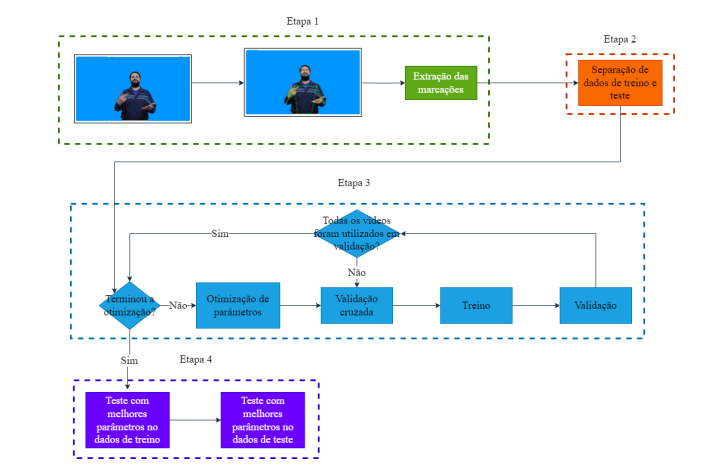 Etapa 1
Etapa 2
Extração das
marcações
Separação de
dados de treino e
teste
Etapa 3
Todas os vídeos
foram utilizados em
validação?
Sim
Não
Terminou a
otimização?
Não
Otimização de
parâmetros
Validação
cruzada
Treino
Validação
Sim
Etapa 4
Teste com
melhores
parâmetros no
dados de treino
Teste com
melhores
parâmetros no
dados de teste